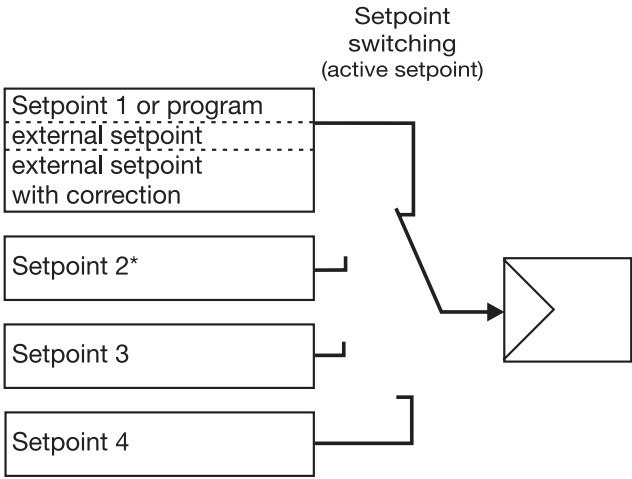 Setpoint
switching
(active setpoint)
Setpoint 1 or program
external setpoint
external setpoint
with correction
Setpoint 2*
Setpoint 3
Setpoint 4